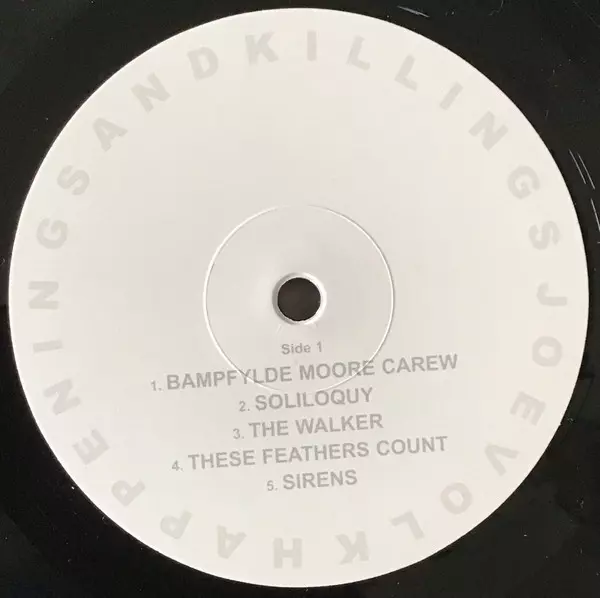 HAPPENINGSANDKILLINGSJOEVOLK
Side 1
1. BAMPFYLDE MOORE CAREW
2. SOLILOQUY
3. THE WALKER
4. THESE FEATHERS COUNT
5. SIRENS